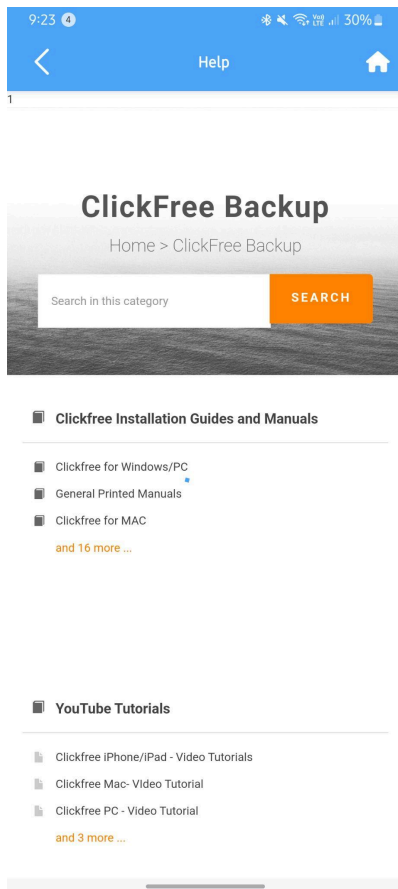 9:23 4 Vo) LTE 30%
Help
1
ClickFree Backup
Home > ClickFree Backup
Search in this category
SEARCH
Clickfree Installation Guides and Manuals
Clickfree for Windows/PC
General Printed Manuals
Clickfree for MAC
and 16 more ...
YouTube Tutorials
Clickfree iPhone/iPad - Video Tutorials
Clickfree Mac- VIdeo Tutorial
Clickfree PC - Video Tutorial
and 3 more ...